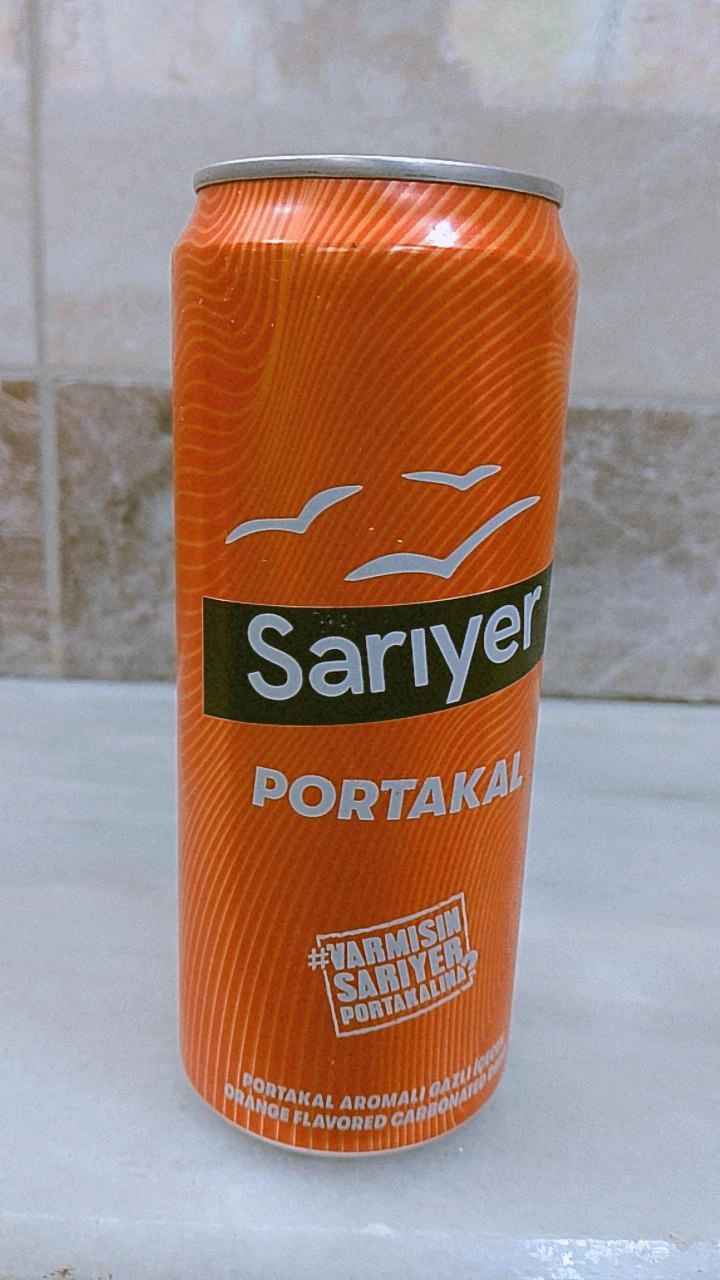 Sarıyer
PORTAKAL
#VARMISIN
SARIYER
PORTAKALINA?
PORTAKAL AROMALI GAZLI
ORANGE FLAVORED CARBONATED